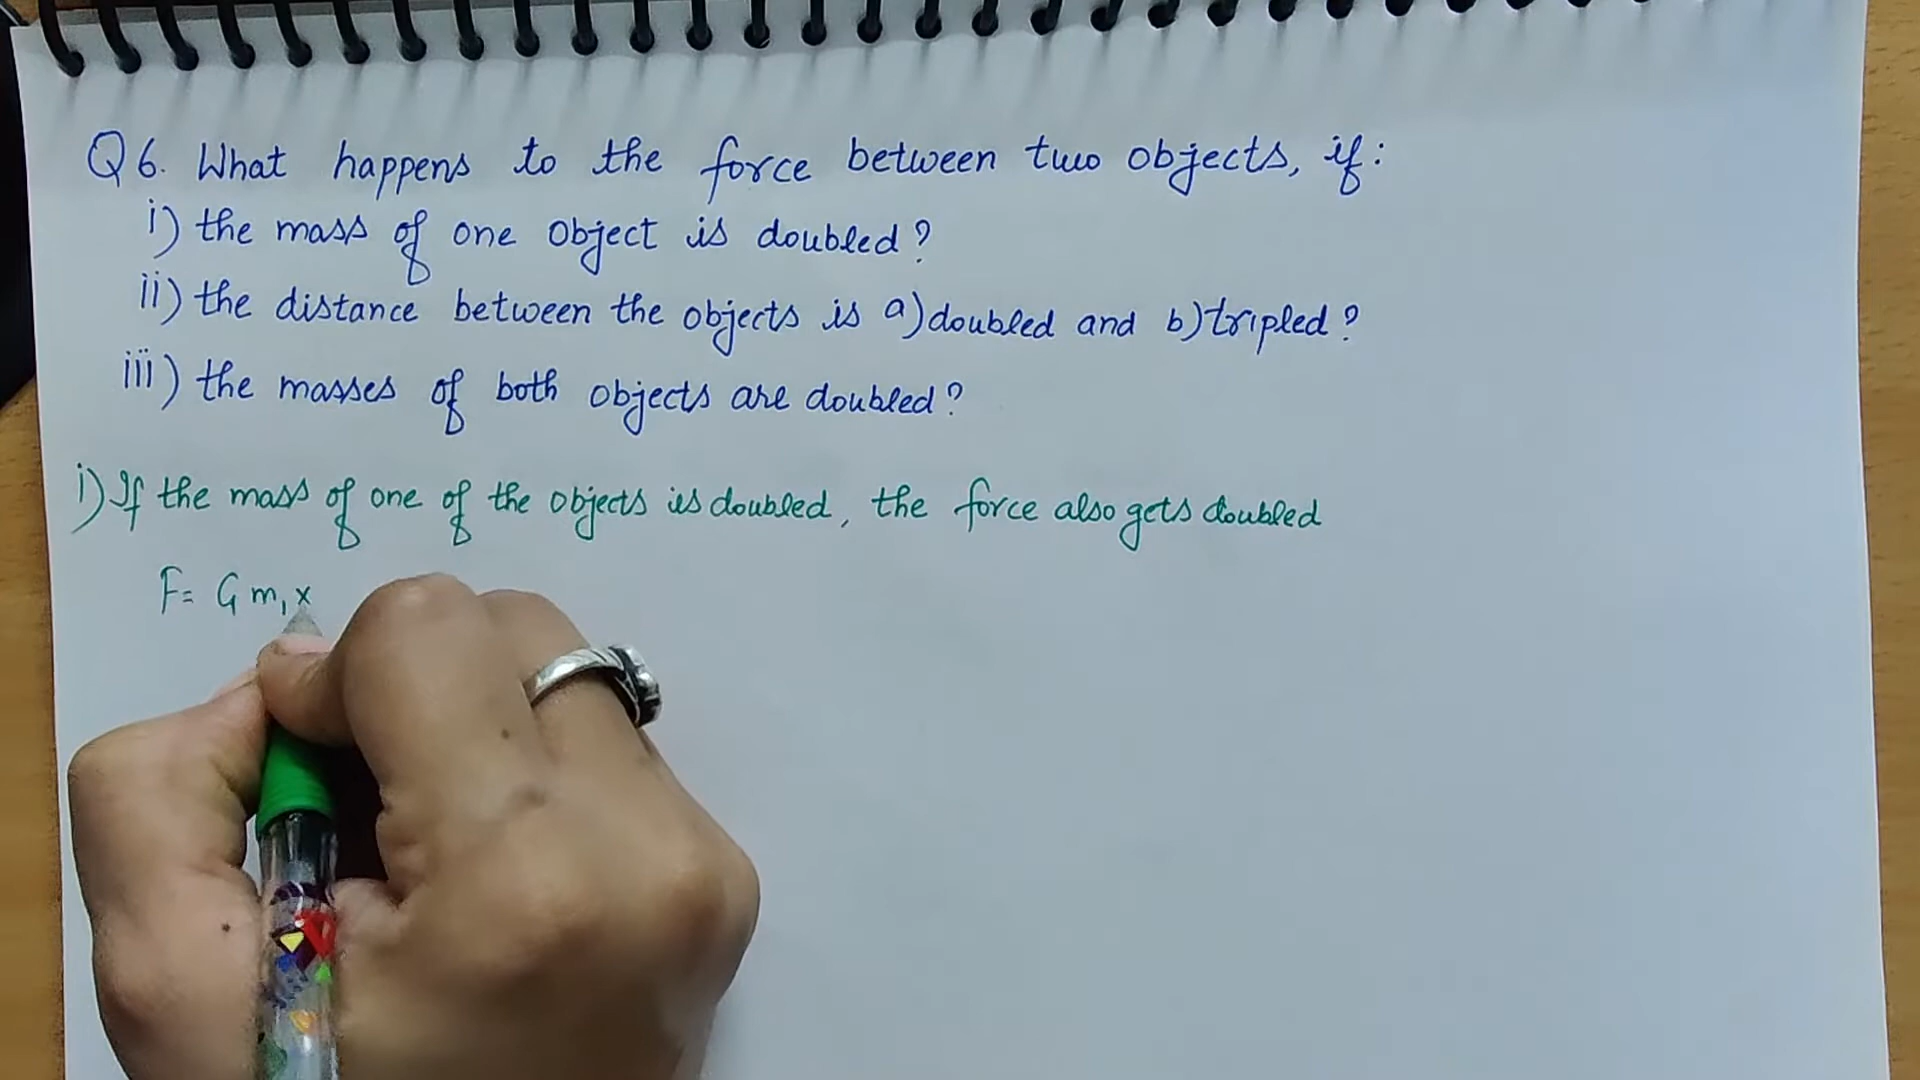 Q6. What happens to the force between two objects, if:
i) the mass of one object is doubled?
ii) the distance between the objects is a) doubled and b) tripled?
iii) the masses of both objects are doubled?
i) If the mass of one of the objects is doubled, the force also gets doubled
F= G m₁ x